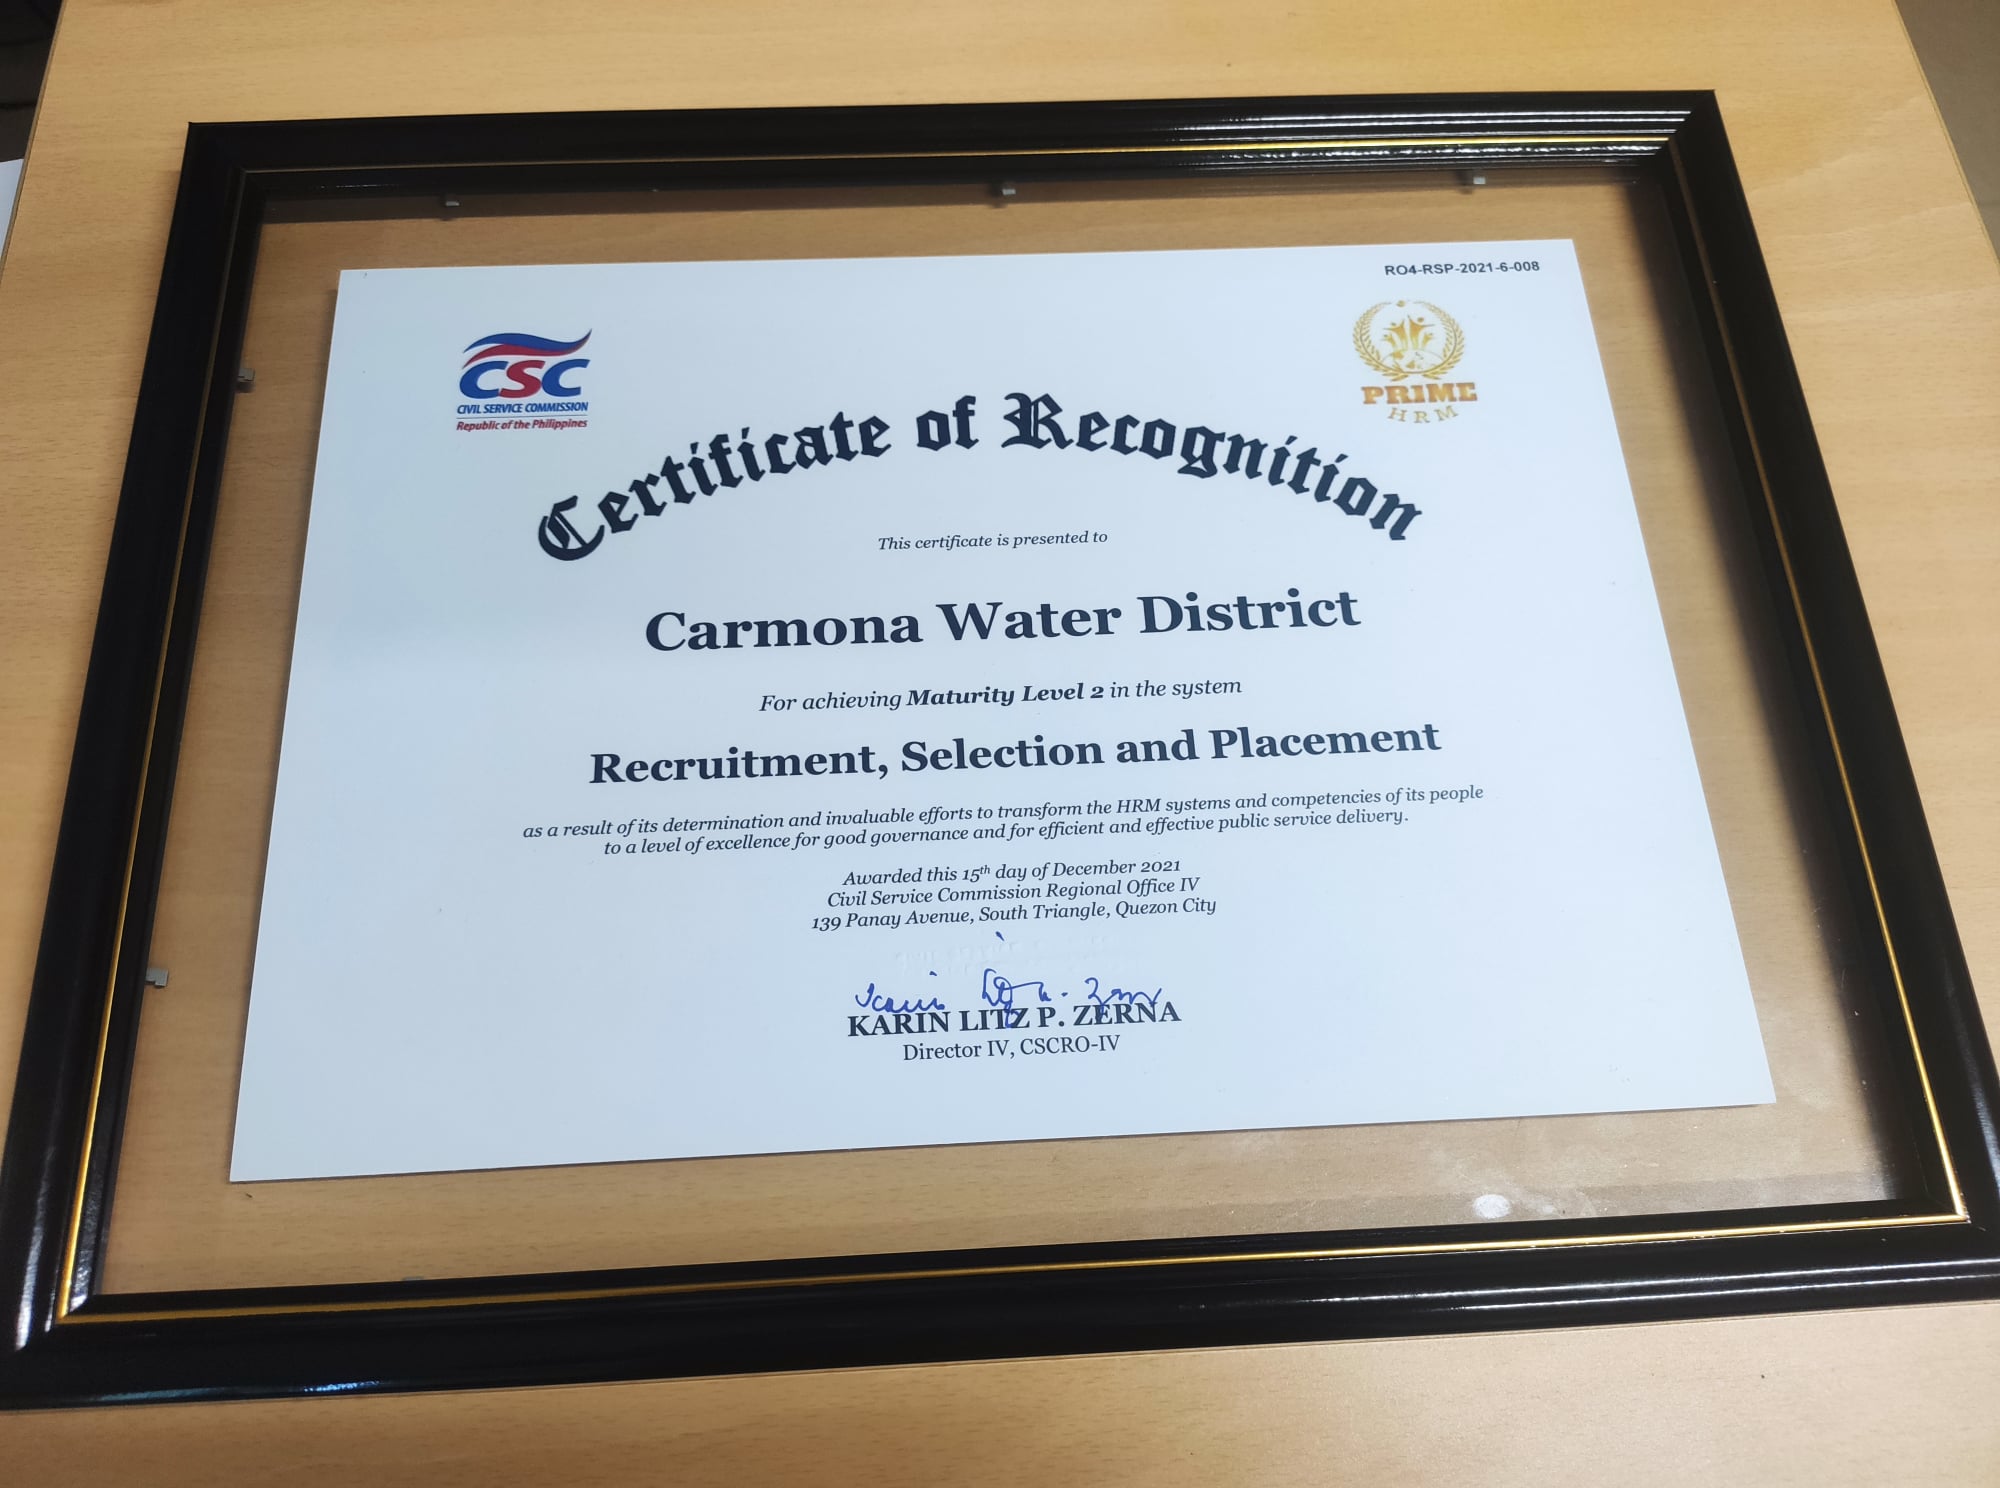 RO4-RSP-2021-6-008
CSC
CIVIL SERVICE COMMISSION
Republic of the Philippines
PRIME
HRM
Certificate of Recognition
This certificate is presented to
Carmona Water District
For achieving Maturity Level 2 in the system
Recruitment, Selection and Placement
as a result of its determination and invaluable efforts to transform the HRM systems and competencies of its people
to a level of excellence for good governance and for efficient and effective public service delivery.
Awarded this 15th day of December 2021
Civil Service Commission Regional Office IV
139 Panay Avenue, South Triangle, Quezon City
KARIN LITZ P. ZERNA
Director IV, CSCRO-IV